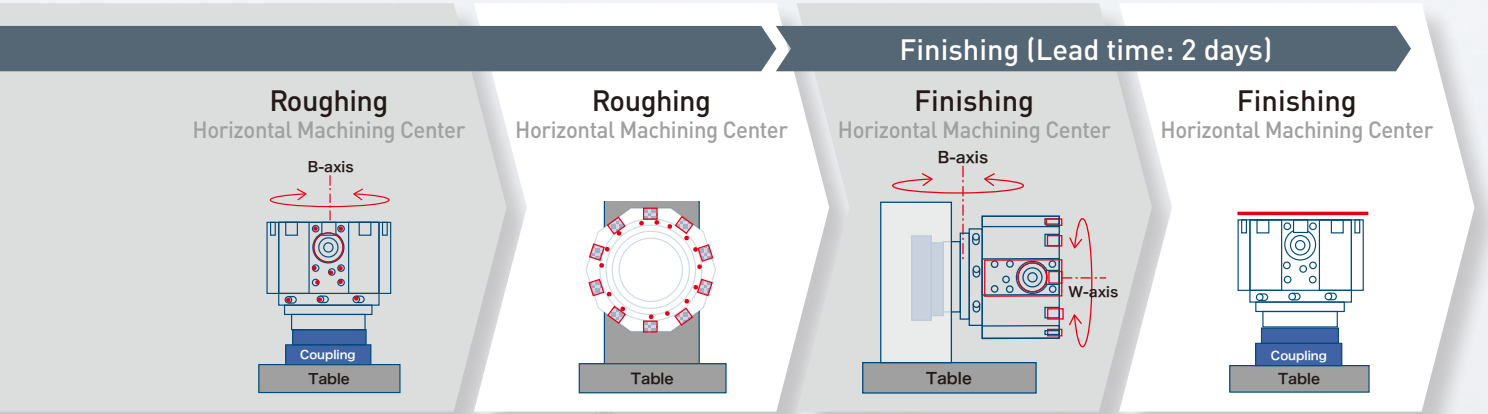 Finishing (Lead time: 2 days)
Roughing
Horizontal Machining Center
B-axis
Coupling
Table
Roughing
Horizontal Machining Center
Table
Finishing
Horizontal Machining Center
B-axis
W-axis
Table
Finishing
Horizontal Machining Center
Coupling
Table